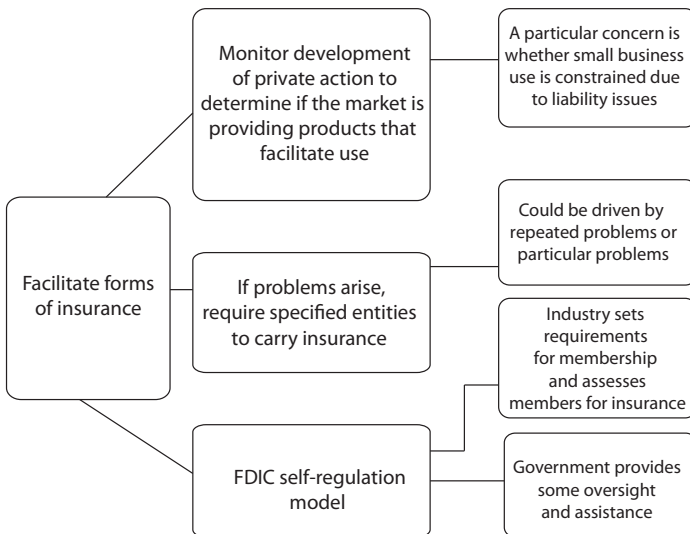 Facilitate forms
of insurance
Monitor development
of private action to
determine if the market is
providing products that
facilitate use
A particular concern is
whether small business
use is constrained due
to liability issues
If problems arise,
require specified entities
to carry insurance
Could be driven by
repeated problems or
particular problems
FDIC self-regulation
model
Industry sets
requirements
for membership
and assesses
members for insurance
Government provides
some oversight
and assistance